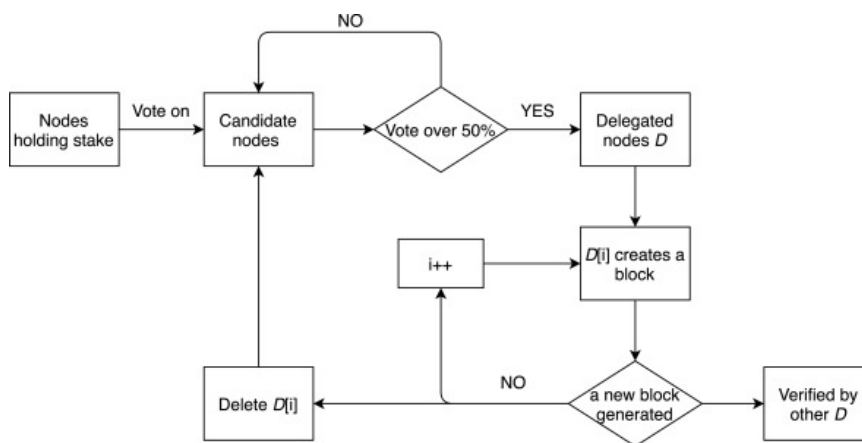 NO
Nodes
holding stake
Vote on
Candidate
nodes
Vote over 50%
YES
Delegated
nodes D
i++
D[i] creates a
block
Delete D[i]
NO
a new block
generated
Verified by
other D